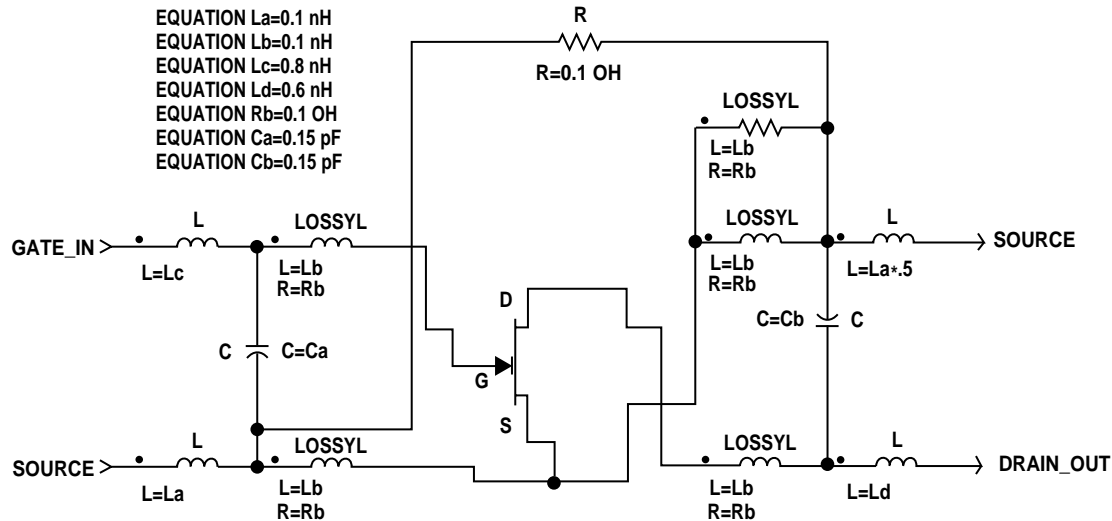 EQUATION La=0.1 nH
EQUATION Lb=0.1 nH
EQUATION Lc=0.8 nH
EQUATION Ld=0.6 nH
EQUATION Rb=0.1 OH
EQUATION Ca=0.15 pF
EQUATION Cb=0.15 pF
R
R=0.1 OH
LOSSYL
L=Lb
R=Rb
GATE_IN
L
L=Lc
LOSSYL
L=Lb
R=Rb
LOSSYL
L=Lb
R=Rb
L
L=La*.5
SOURCE
D
G
S
C
C=Ca
C=Cb
C
SOURCE
L
L=La
LOSSYL
L=Lb
R=Rb
LOSSYL
L=Lb
R=Rb
L
L=Ld
DRAIN_OUT